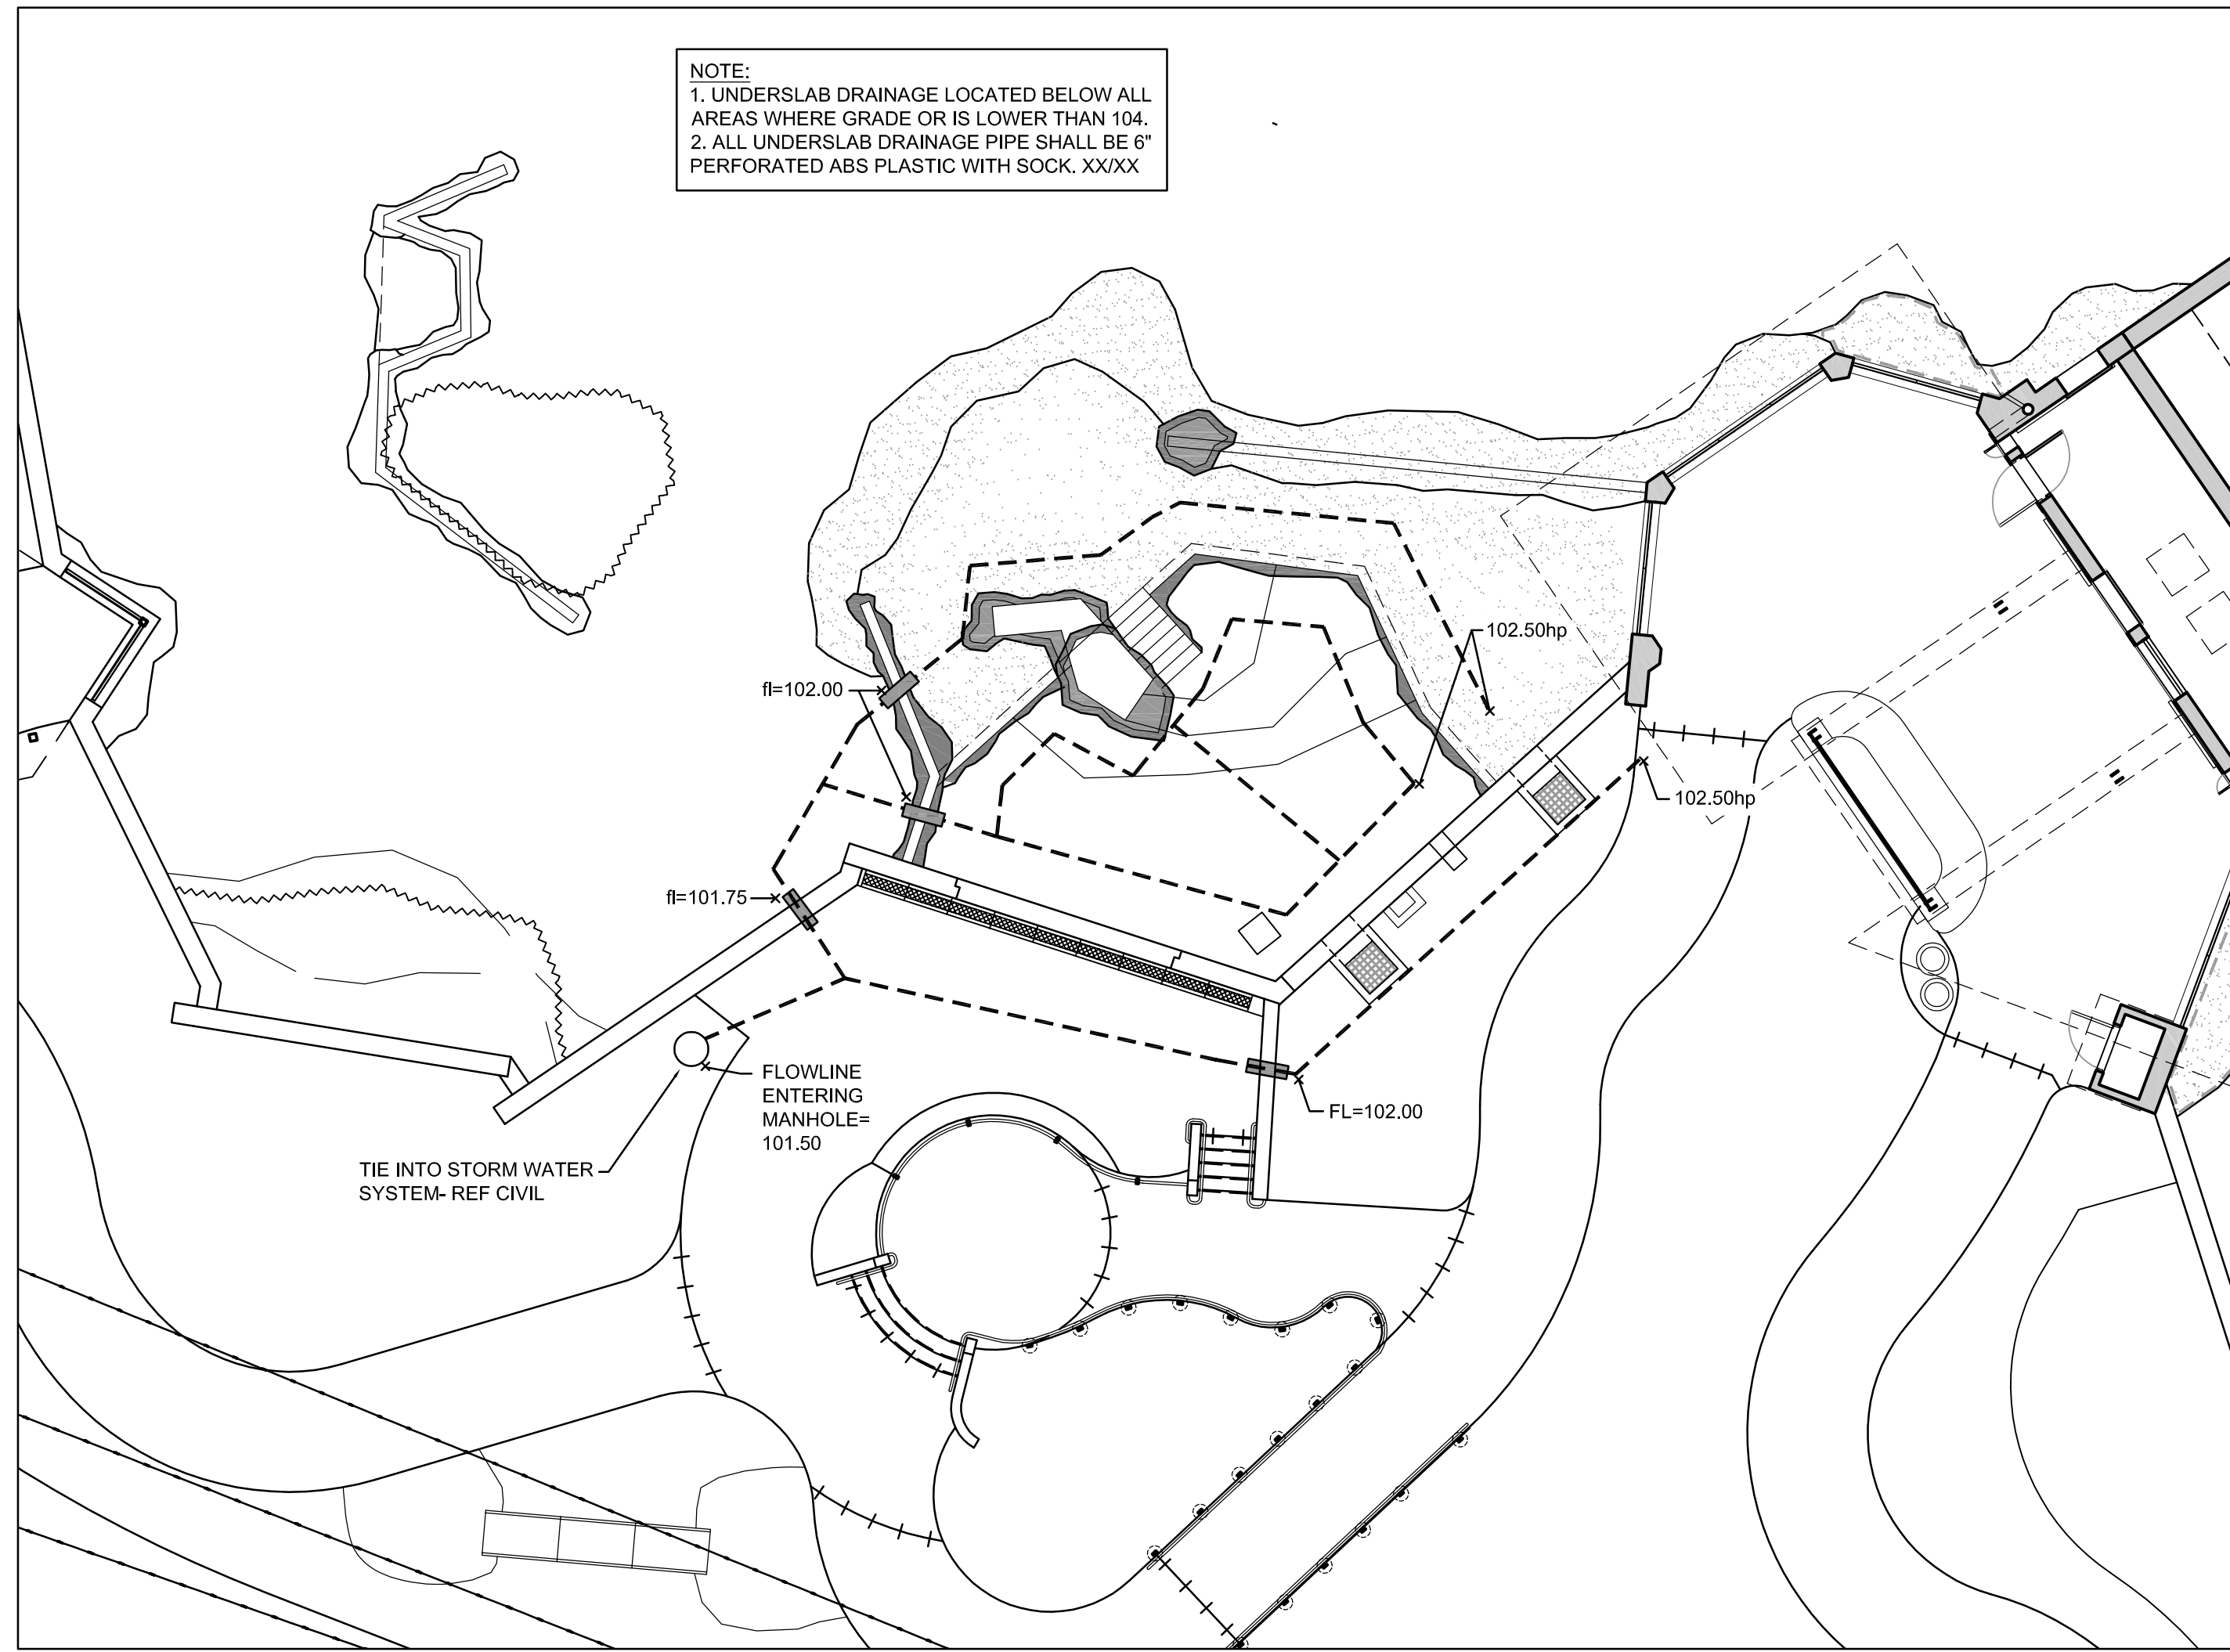 NOTE:
1. UNDERSLAB DRAINAGE LOCATED BELOW ALL
AREAS WHERE GRADE OR IS LOWER THAN 104.
2. ALL UNDERSLAB DRAINAGE PIPE SHALL BE 6"
PERFORATED ABS PLASTIC WITH SOCK. XX/XX
102.50hp
fl=102.00
102.50hp
fl=101.75
FLOWLINE
ENTERING
MANHOLE=
101.50
FL=102.00
TIE INTO STORM WATER
SYSTEM- REF CIVIL